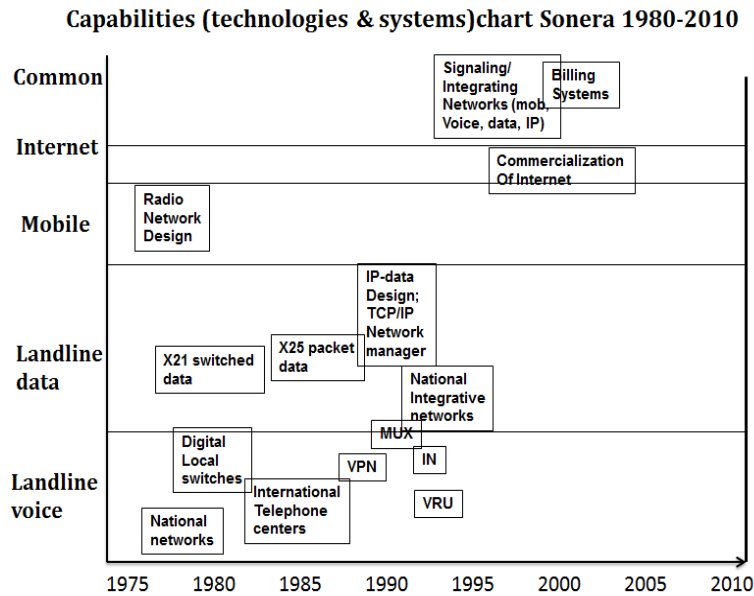 Capabilities (technologies & systems)chart Sonera 1980-2010
Common
Signaling/
Integrating
Networks (mob,
Voice, data, IP)
Billing
Systems
Internet
Commercialization
Of Internet
Mobile
Radio
Network
Design
Landline
data
IP-data
Design;
TCP/IP
Network
manager
X21 switched
data
X25 packet
data
National
Integrative
networks
MUX
Landline
voice
Digital
Local
switches
VPN
IN
International
Telephone
centers
VRU
National
networks
1975 1980 1985 1990 1995 2000 2005 2010